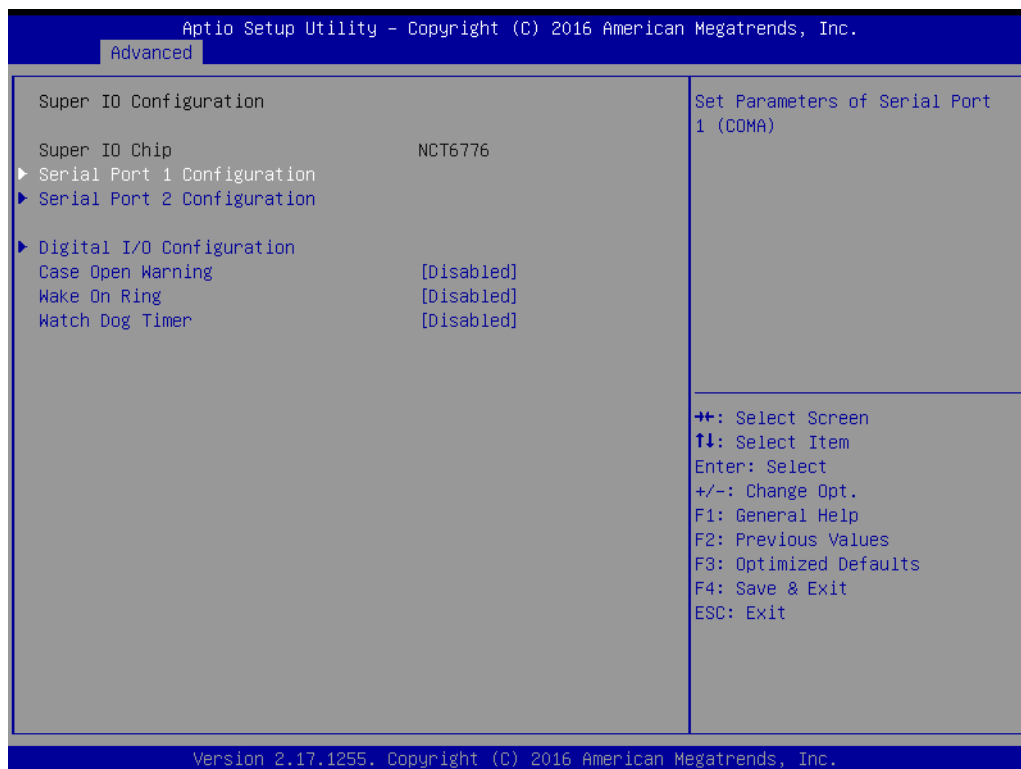 Aptio Setup Utility – Copyright (C) 2016 American Megatrends, Inc.
Advanced
Super IO Configuration
Super IO Chip NCT6776
▶ Serial Port 1 Configuration
▶ Serial Port 2 Configuration
▶ Digital I/O Configuration
Case Open Warning [Disabled]
Wake On Ring [Disabled]
Watch Dog Timer [Disabled]
Set Parameters of Serial Port
1 (COMA)
→←: Select Screen
↑↓: Select Item
Enter: Select
+/-: Change Opt.
F1: General Help
F2: Previous Values
F3: Optimized Defaults
F4: Save & Exit
ESC: Exit
Version 2.17.1255. Copyright (C) 2016 American Megatrends, Inc.